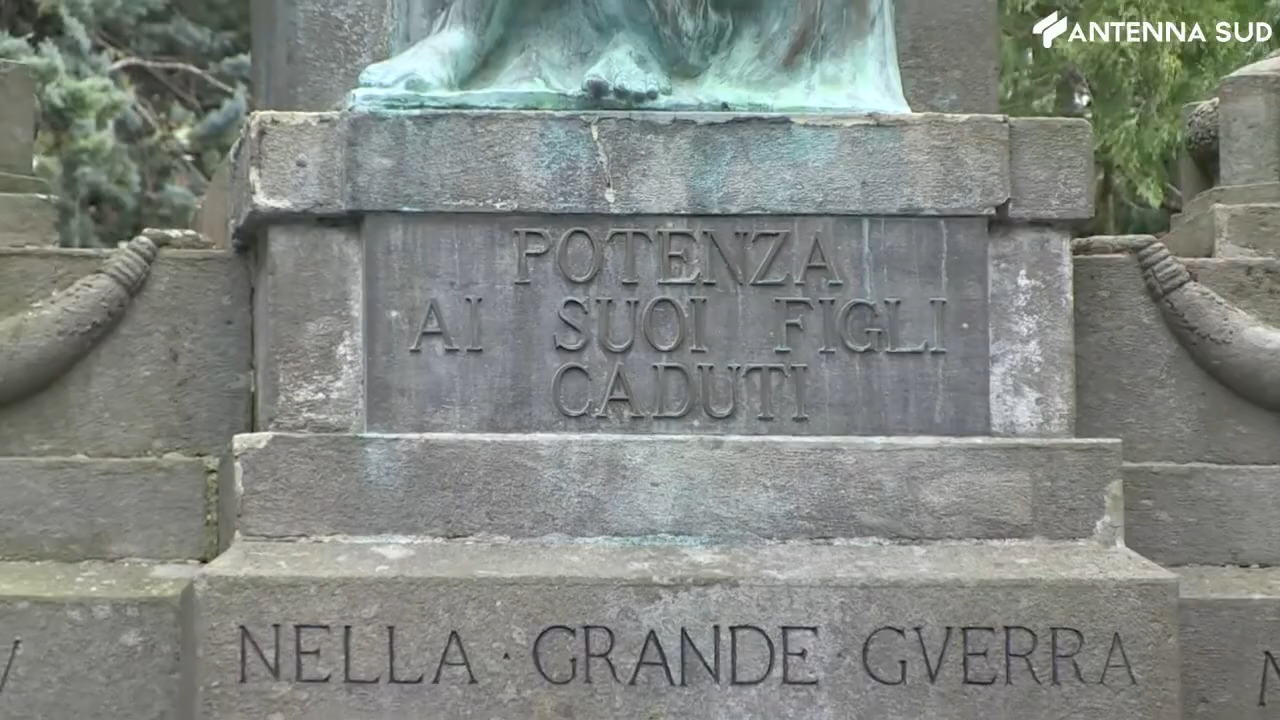 ANTENNA SUD
POTENZA
AI SUOI FIGLI
CADUTI
NELLA · GRANDE · GVERRA